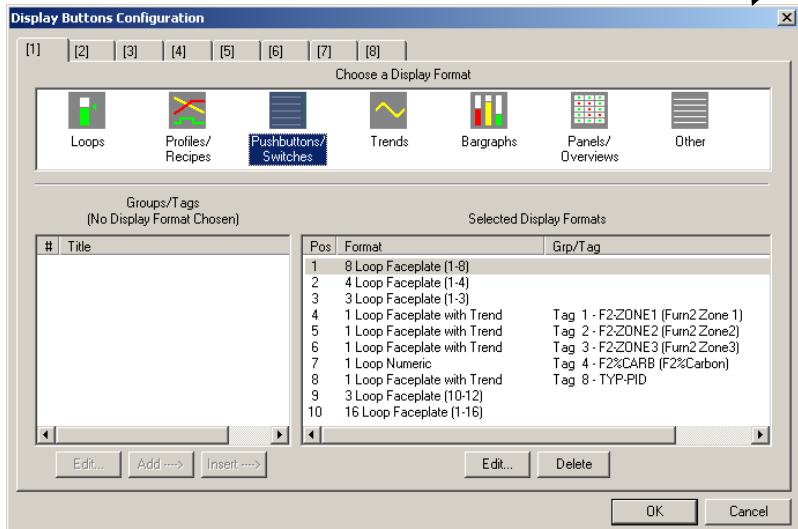 Display Buttons Configuration
[1] [2] [3] [4] [5] [6] [7] [8]
Choose a Display Format
Loops Profiles/ Pushbuttons/ Trends Bargraphs Panels/ Other
Recipes Switches Overviews
Groups/Tags
(No Display Format Chosen) Selected Display Formats
# Title Pos Format Grp/Tag
1 8 Loop Faceplate (1-8)
2 4 Loop Faceplate (1-4)
3 3 Loop Faceplate (1-3)
4 1 Loop Faceplate with Trend Tag 1 - F2-ZONE1 (Furn2 Zone 1)
5 1 Loop Faceplate with Trend Tag 2 - F2-ZONE2 (Furn2 Zone2)
6 1 Loop Faceplate with Trend Tag 3 - F2-ZONE3 (Furn2 Zone3)
7 1 Loop Numeric Tag 4 - F2%CARB (F2%Carbon)
8 1 Loop Faceplate with Trend Tag 8 - TYP-PID
9 3 Loop Faceplate (10-12)
10 16 Loop Faceplate (1-16)
Edit... Add ----> Insert ----> Edit... Delete
OK Cancel